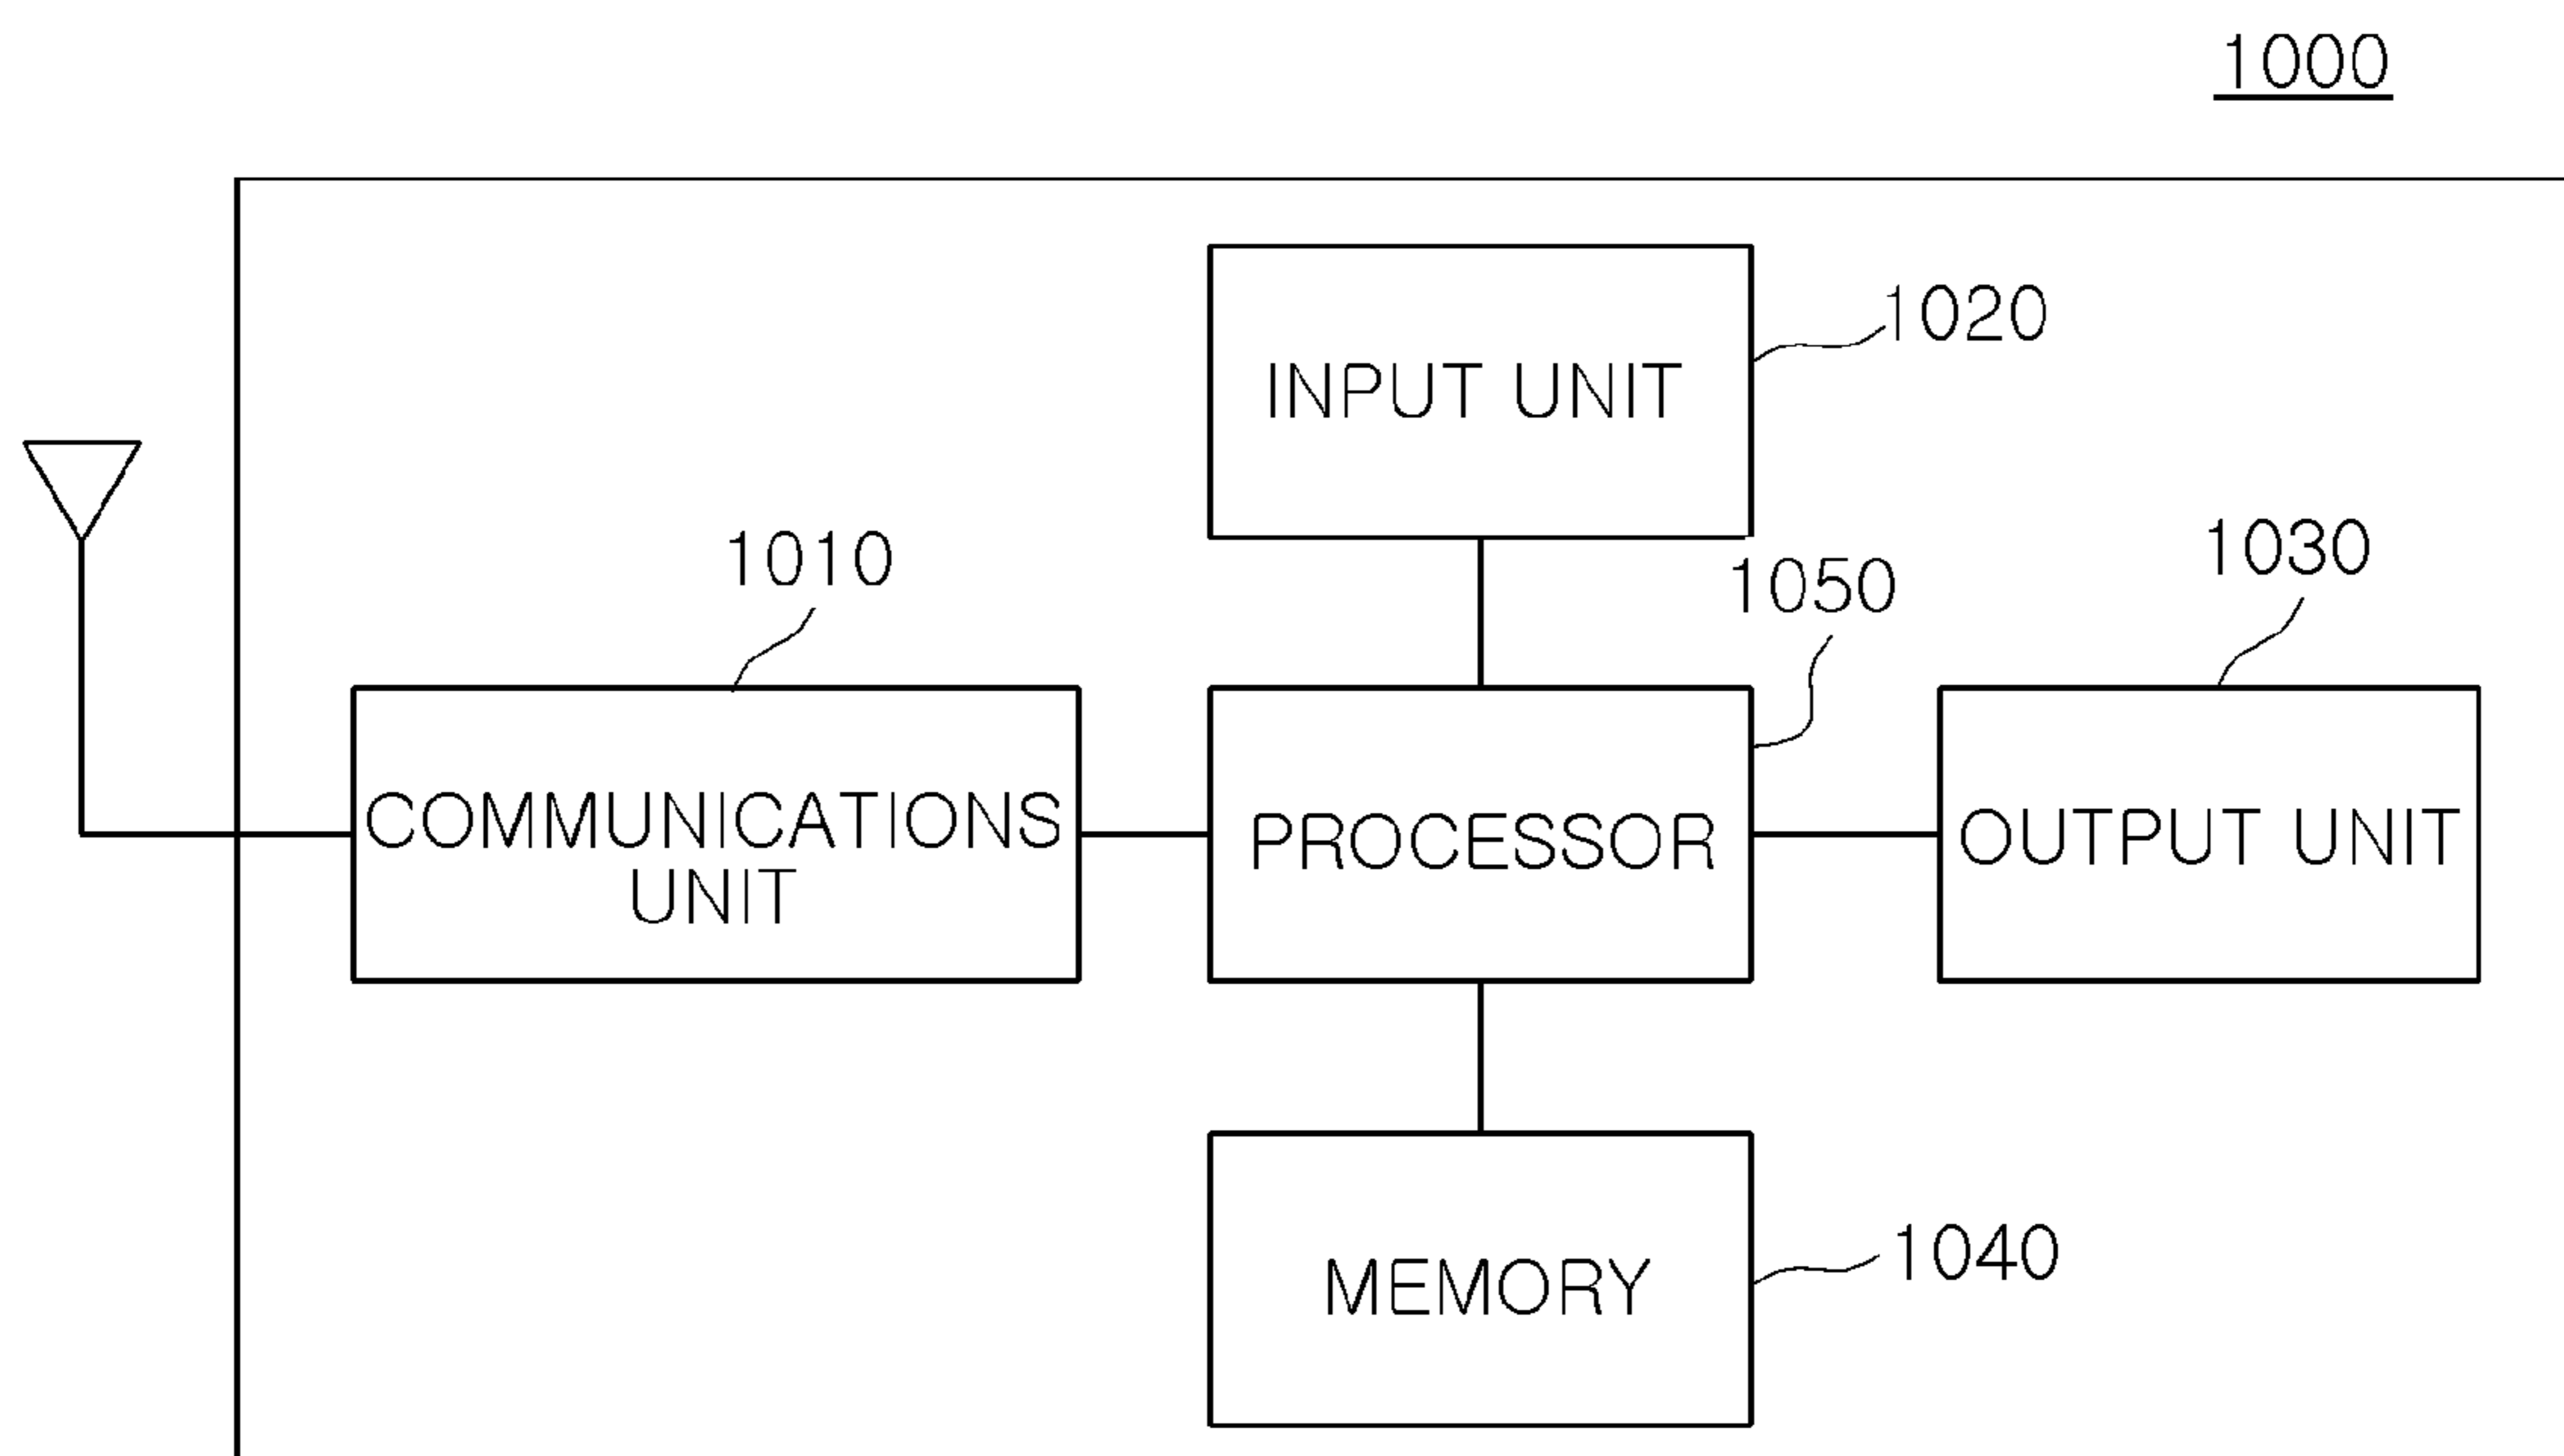 1000
INPUT UNIT
1020
1010
1050
1030
COMMUNICATIONS
UNIT
PROCESSOR
OUTPUT UNIT
MEMORY
1040